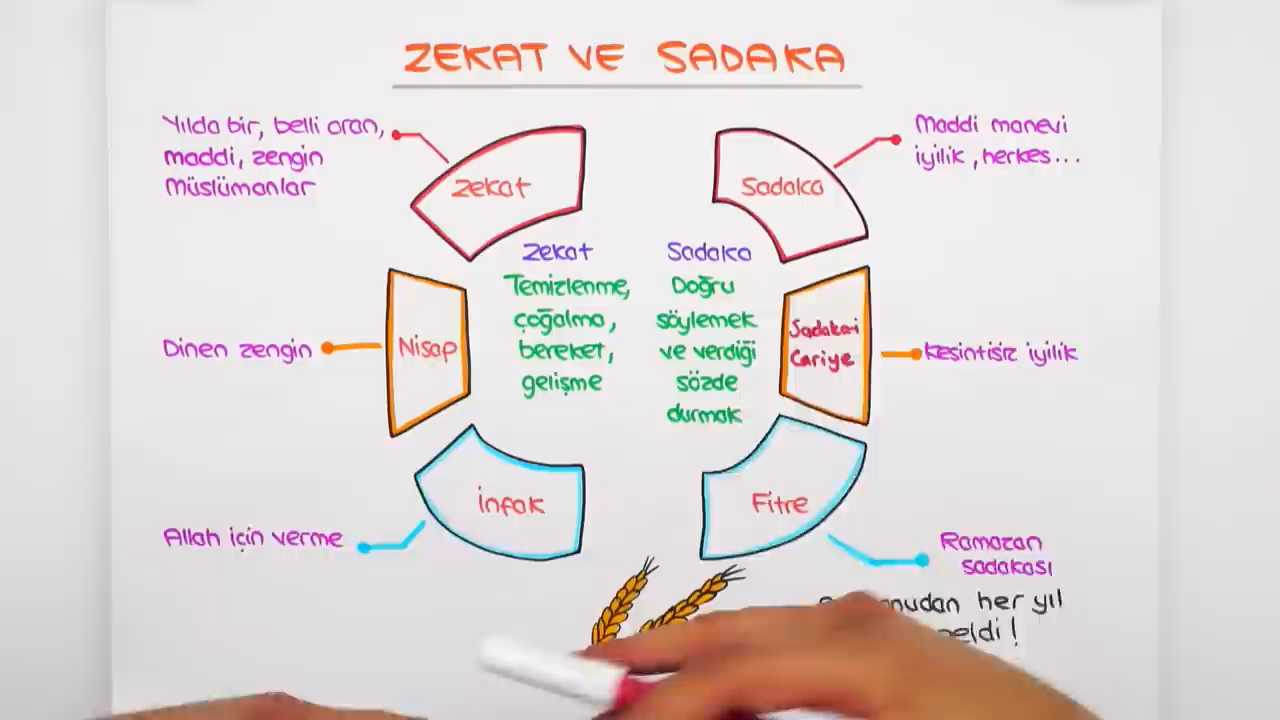 ZEKAT VE SADAKA
Yılda bir, belli oran,
maddi, zengin
Müslümanlar
Zekat
Sadaka
Maddi manevi
iyilik, herkes...
Zekat
Temizlenme,
çoğalma,
bereket,
gelişme
Sadaka
Doğru
söylemek
ve verdiği
sözde
durmak
Dinen zengin
Nisap
Sadaka-i
Cariye
Kesintisiz iyilik
Allah için verme
İnfak
Fitre
Ramazan
sadakası
her yıl